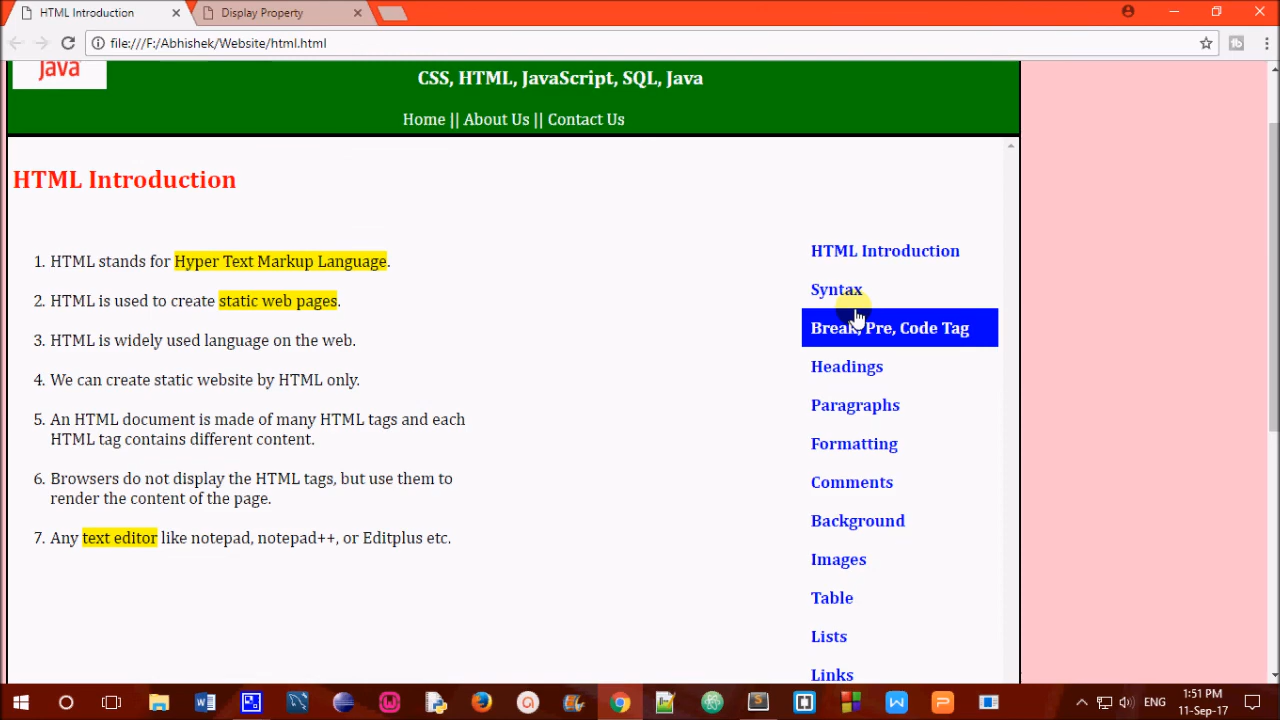 HTML Introduction
Display Property
file:///F:/Abhishek/Website/html.html
Java
CSS, HTML, JavaScript, SQL, Java
Home || About Us || Contact Us
HTML Introduction
1. HTML stands for Hyper Text Markup Language.
2. HTML is used to create static web pages.
3. HTML is widely used language on the web.
4. We can create static website by HTML only.
5. An HTML document is made of many HTML tags and each
HTML tag contains different content.
6. Browsers do not display the HTML tags, but use them to
render the content of the page.
7. Any text editor like notepad, notepad++, or Editplus etc.
HTML Introduction
Syntax
Break, Pre, Code Tag
Headings
Paragraphs
Formatting
Comments
Background
Images
Table
Lists
Links
ENG
1:51 PM
11-Sep-17